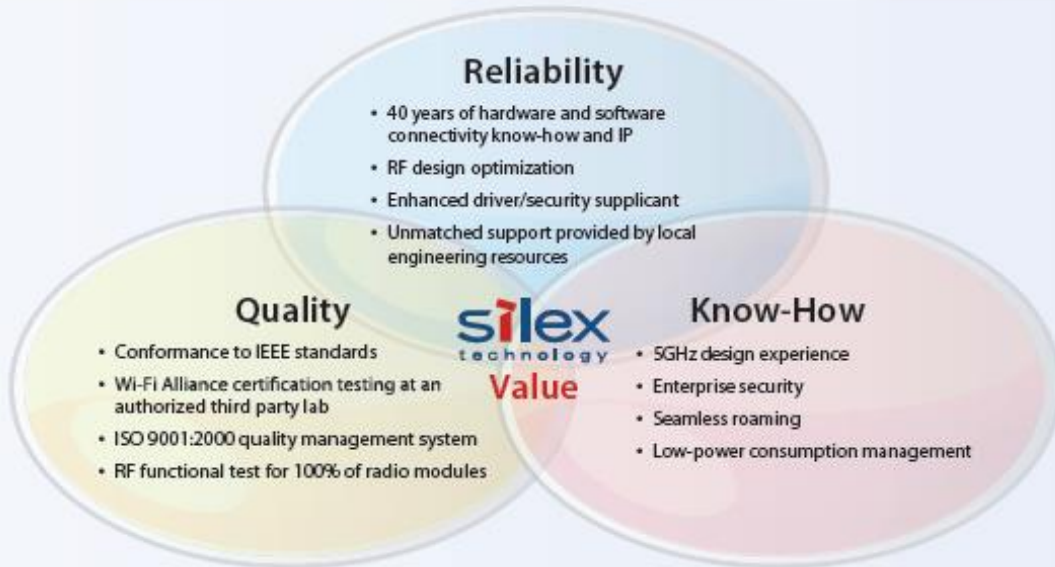 Reliability
• 40 years of hardware and software
connectivity know-how and IP
• RF design optimization
• Enhanced driver/security supplicant
• Unmatched support provided by local
engineering resources
Quality
• Conformance to IEEE standards
• Wi-Fi Alliance certification testing at an
authorized third party lab
• ISO 9001:2000 quality management system
• RF functional test for 100% of radio modules
silex
technology
Value
Know-How
• 5GHz design experience
• Enterprise security
• Seamless roaming
• Low-power consumption management